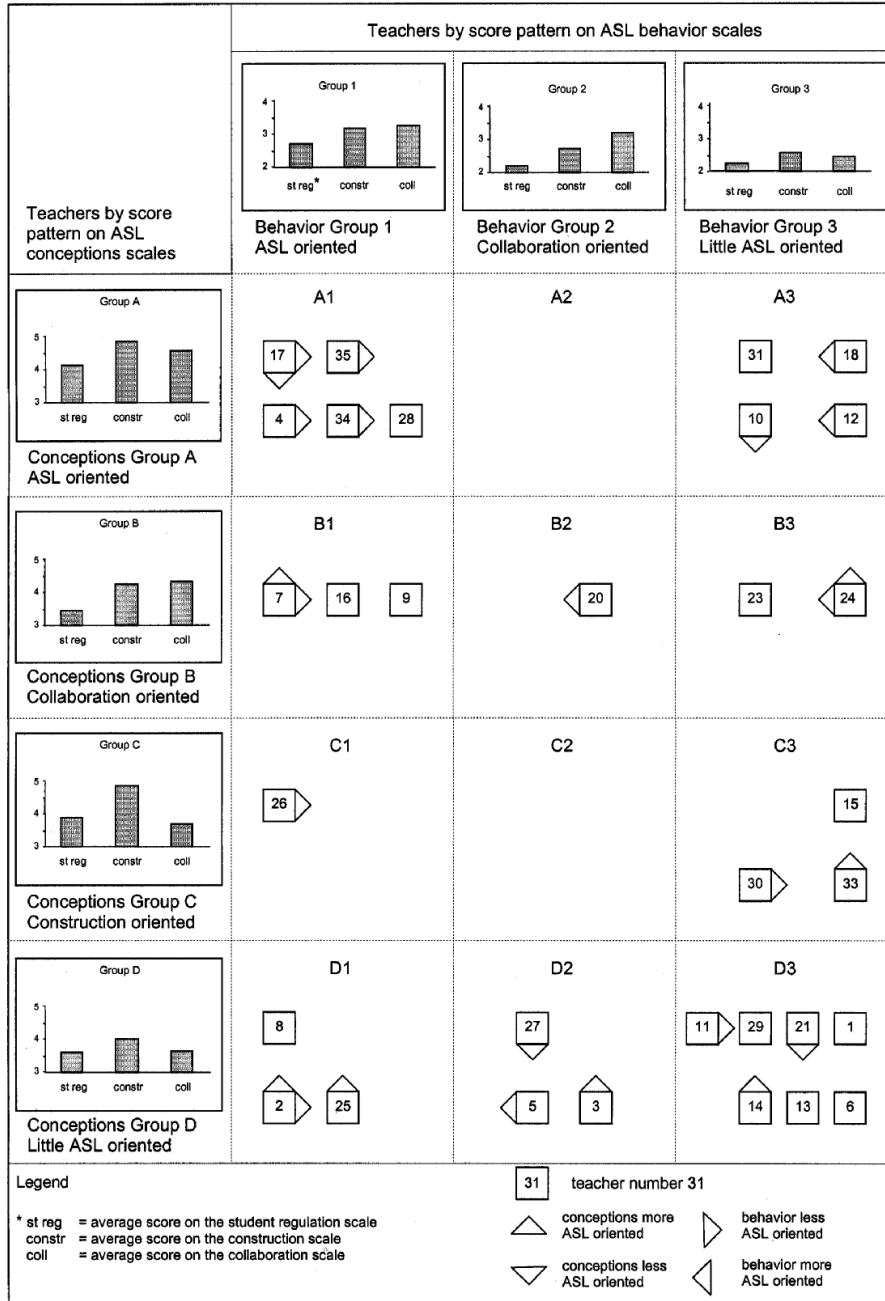 Teachers by score pattern on ASL behavior scales
Teachers by score
pattern on ASL
conceptions scales
Group 1
4
3
2
st reg*
constr
coll
Behavior Group 1
ASL oriented
Group 2
4
3
2
st reg
constr
coll
Behavior Group 2
Collaboration oriented
Group 3
4
3
2
st reg
constr
coll
Behavior Group 3
Little ASL oriented
Group A
5
4
3
st reg
constr
coll
Conceptions Group A
ASL oriented
A1
17
35
4
34
28
A2
A3
31
18
10
12
Group B
5
4
3
st reg
constr
coll
Conceptions Group B
Collaboration oriented
B1
7
16
9
B2
20
B3
23
24
Group C
5
4
3
st reg
constr
coll
Conceptions Group C
Construction oriented
C1
26
C2
C3
15
30
33
Group D
5
4
3
st reg
constr
coll
Conceptions Group D
Little ASL oriented
D1
8
2
25
D2
27
5
3
D3
11
29
21
1
14
13
6
Legend
* st reg = average score on the student regulation scale
constr = average score on the construction scale
coll = average score on the collaboration scale
31 teacher number 31
conceptions more
ASL oriented
behavior less
ASL oriented
conceptions less
ASL oriented
behavior more
ASL oriented